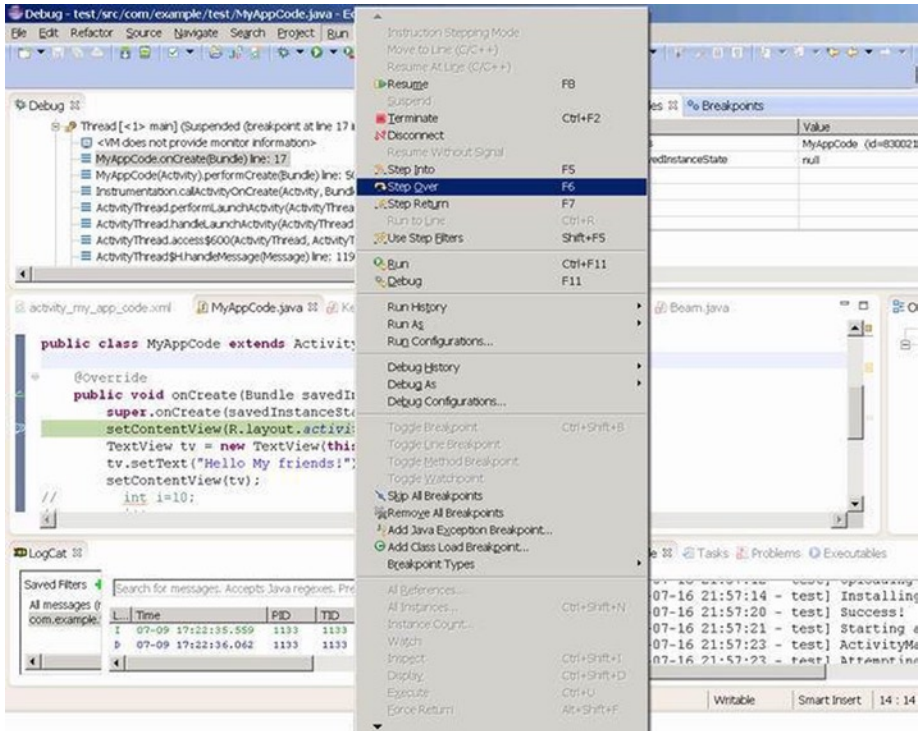 Debug - test/src/com/example/test/MyAppCode.java - Ec
File Edit Refactor Source Navigate Search Project Run
Debug
Thread [<1> main] (Suspended (breakpoint at line 17 i
<VM does not provide monitor information>
MyAppCode.onCreate(Bundle) line: 17
MyAppCode(Activity).performCreate(Bundle) line: 50
Instrumentation.callActivityOnCreate(Activity, Bundl
ActivityThread.performLaunchActivity(ActivityThrea
ActivityThread.handleLaunchActivity(ActivityThread
ActivityThread.access$600(ActivityThread, ActivityT
ActivityThread$H.handleMessage(Message) line: 119
activity_my_app_code.xml MyAppCode.java Ke
public class MyAppCode extends Activity
@Override
public void onCreate(Bundle savedIn
super.onCreate(savedInstanceSta
setContentView(R.layout.activi
TextView tv = new TextView(this
tv.setText("Hello My friends!")
setContentView(tv);
// int i=10;
LogCat
Saved Filters
All messages (n
com.example.
Search for messages. Accepts Java regexes. Pre
L... Time PID TID
I 07-09 17:22:35.559 1133 1133
D 07-09 17:22:36.062 1133 1133
Instruction Stepping Mode
Move to Line (C/C++)
Resume At Line (C/C++)
Resume F8
Suspend
Terminate Ctrl+F2
Disconnect
Resume Without Signal
Step Into F5
Step Over F6
Step Return F7
Run to Line Ctrl+R
Use Step Filters Shift+F5
Run Ctrl+F11
Debug F11
Run History
Run As
Run Configurations...
Debug History
Debug As
Debug Configurations...
Toggle Breakpoint Ctrl+Shift+B
Toggle Line Breakpoint
Toggle Method Breakpoint
Toggle Watchpoint
Skip All Breakpoints
Remove All Breakpoints
Add Java Exception Breakpoint...
Add Class Load Breakpoint...
Breakpoint Types
All References...
All Instances... Ctrl+Shift+N
Instance Count...
Watch
Inspect Ctrl+Shift+I
Display Ctrl+Shift+D
Execute Ctrl+U
Force Return Alt+Shift+F
les Breakpoints
Value
MyAppCode (id=830021
vedInstanceState null
Beam.java
O
e Tasks Problems Executables
07-16 21:57:14 - test] Installing
07-16 21:57:20 - test] Success!
07-16 21:57:21 - test] Starting a
07-16 21:57:23 - test] ActivityMa
07-16 21:57:23 - test] Attempting
Writable Smart Insert 14 : 14